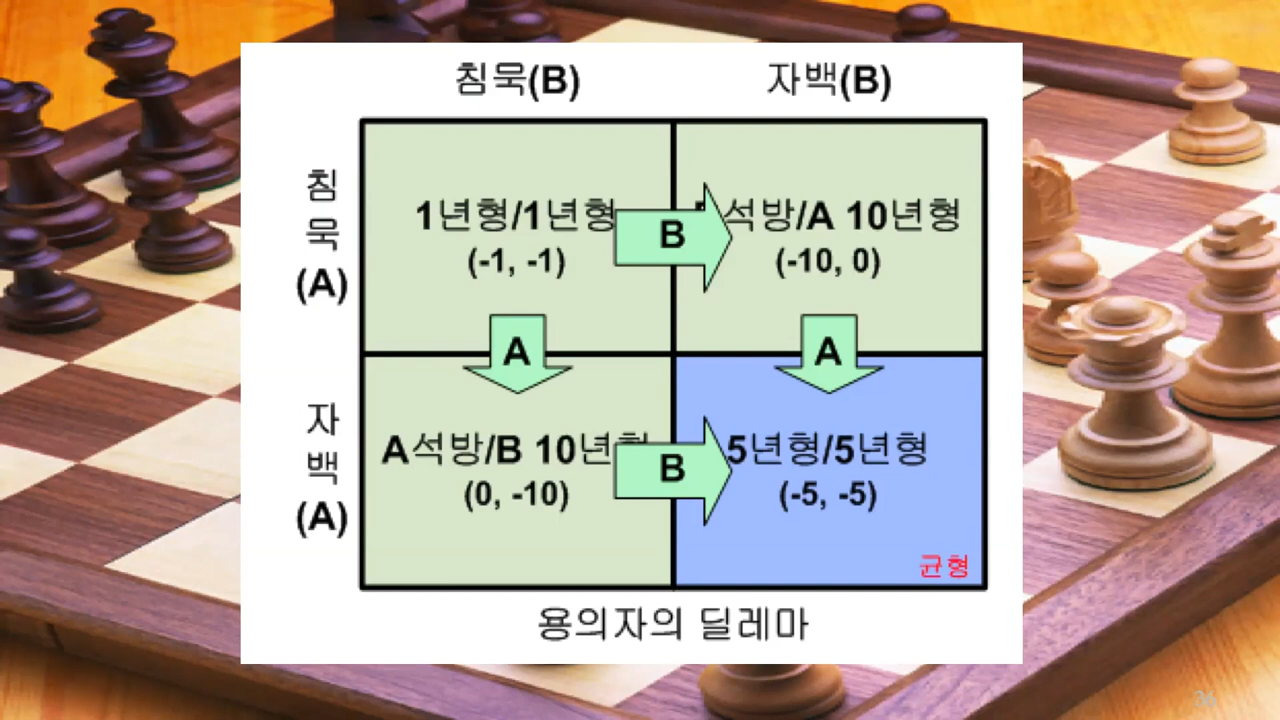 침묵(B) 자백(B)
침
묵
(A)
1년형/1년형 석방/A 10년형
(-1, -1) (-10, 0)
B
A A
자
백
(A)
A석방/B 10년형 5년형/5년형
(0, -10) (-5, -5)
B
균형
용의자의 딜레마
36